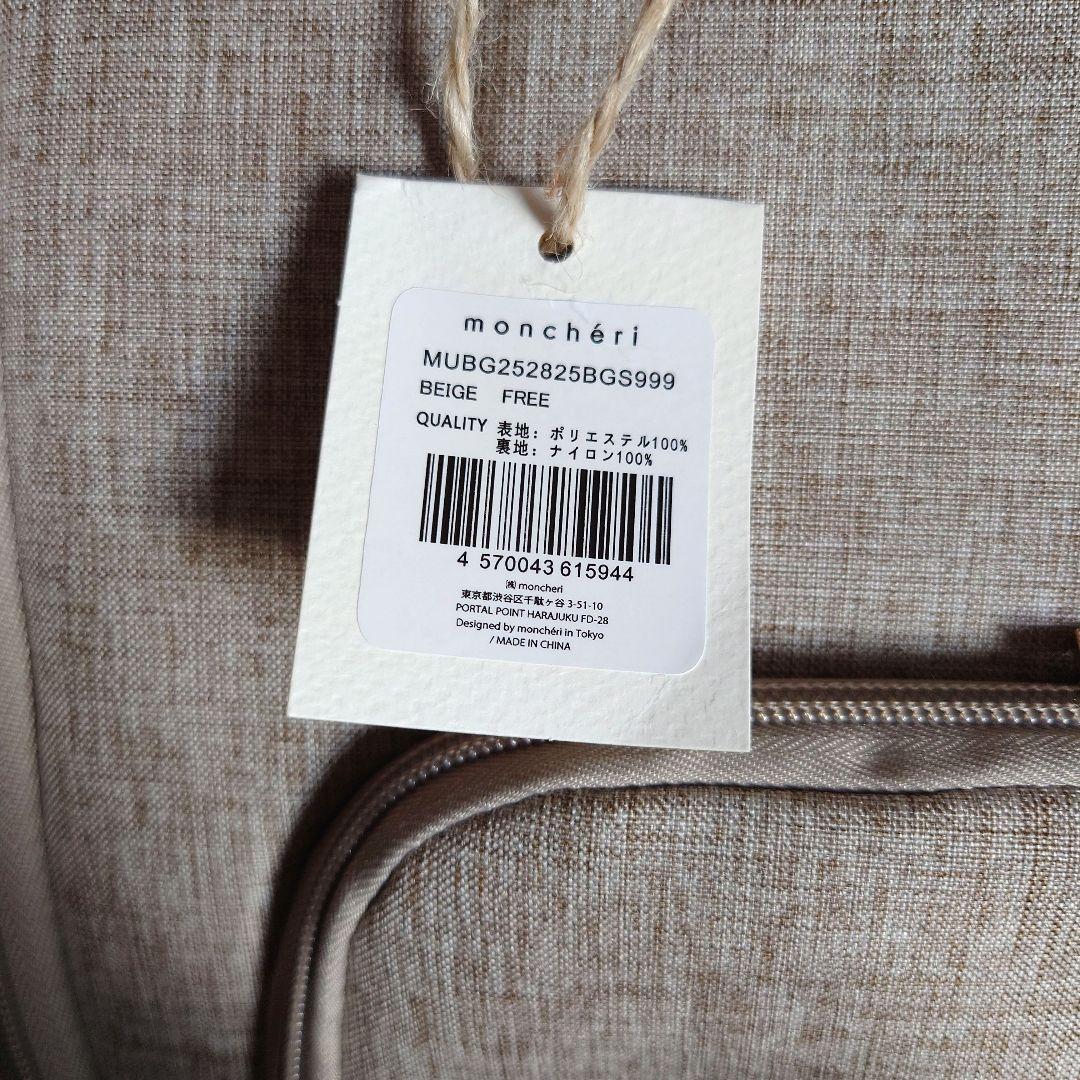 monchéri
MUBG252825BGS999
BEIGE FREE
QUALITY 表地: ポリエステル100%
裏地: ナイロン100%
4 570043 615944
㈱ moncheri
東京都渋谷区千駄ヶ谷 3-51-10
PORTAL POINT HARAJUKU FD-28
Designed by monchéri in Tokyo
/ MADE IN CHINA